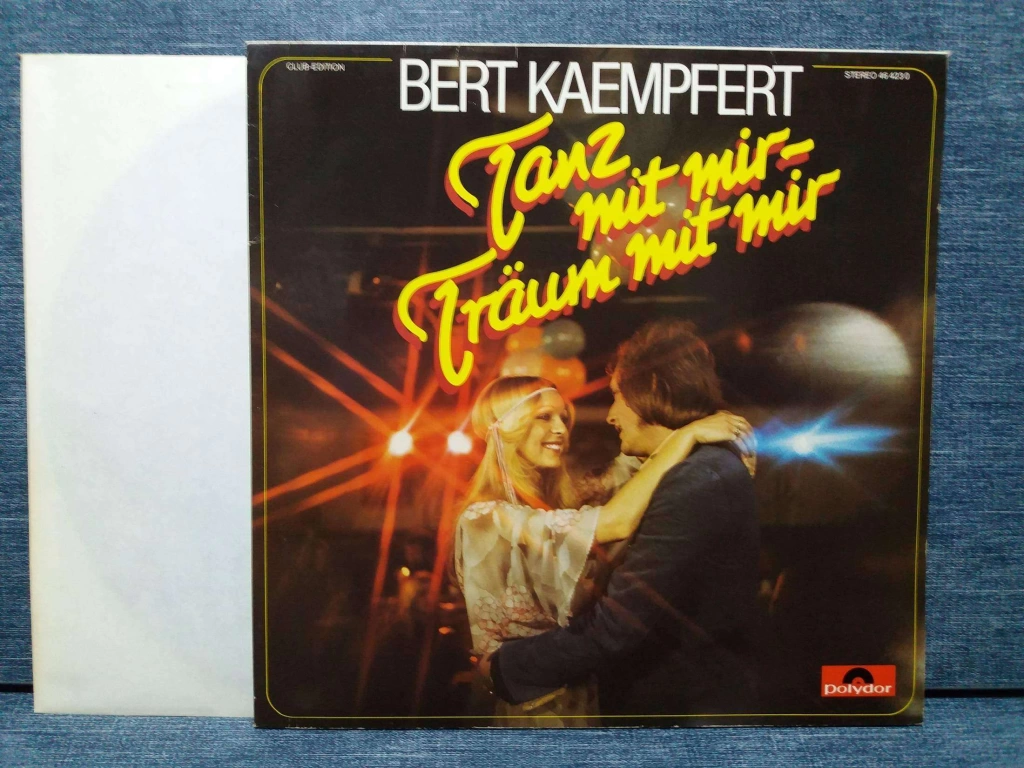 CLUB-EDITION
BERT KAEMPFERT
STEREO 46 423 0
Tanz
mit mir-
Träum mit mir
polydor